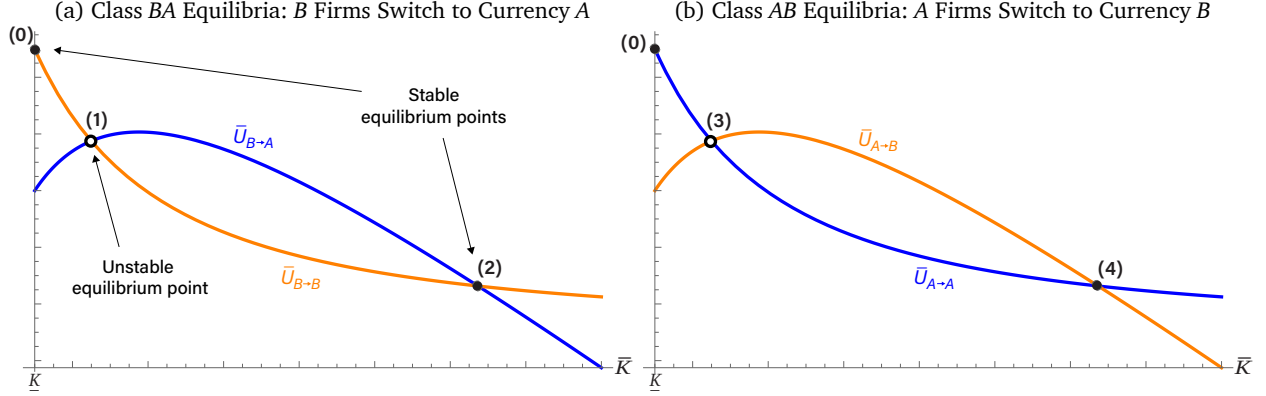 (a) Class BA Equilibria: B Firms Switch to Currency A
(0)
(1)
Stable
equilibrium points
Ū_{B→A}
(2)
Unstable
equilibrium point
Ū_{B→B}
K̅
K̲
(b) Class AB Equilibria: A Firms Switch to Currency B
(0)
(3)
Ū_{A→B}
(4)
Ū_{A→A}
K̅
K̲